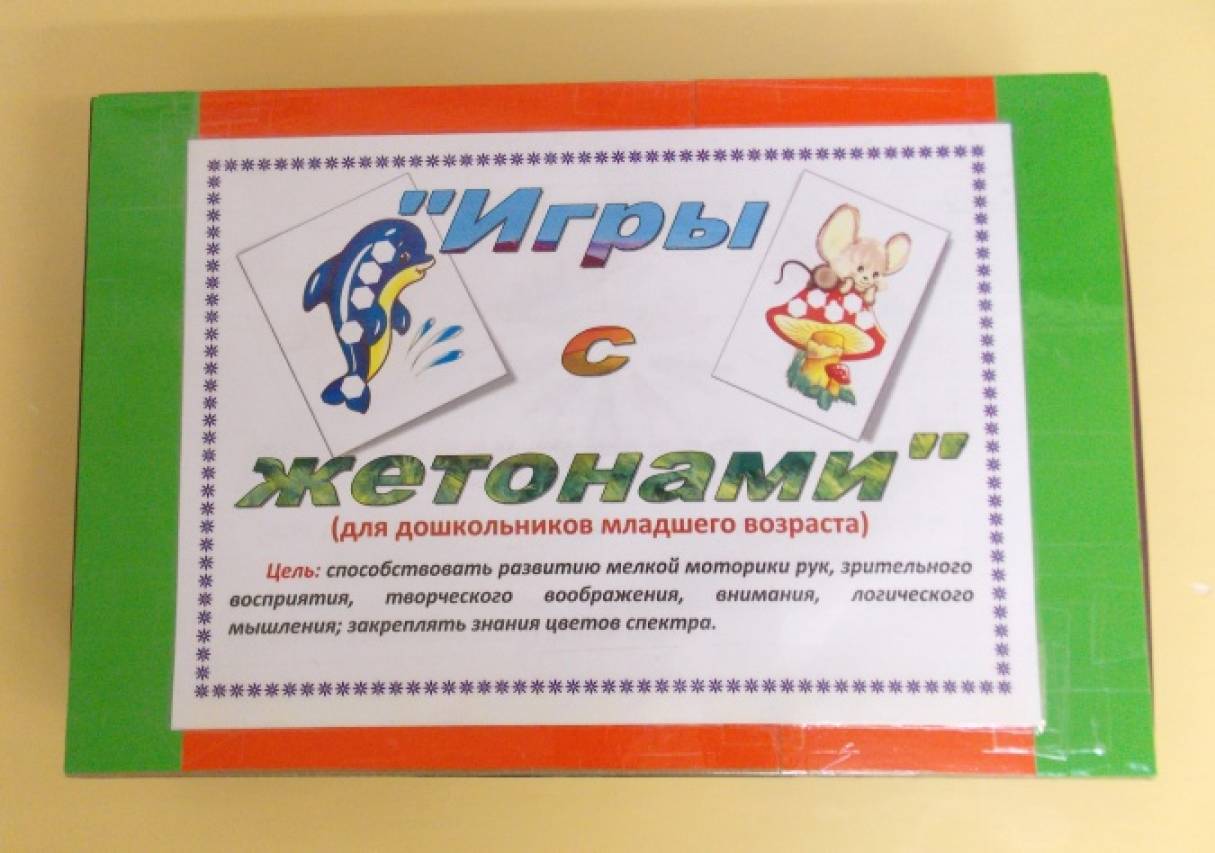 "Игры
с
жетонами"
(для дошкольников младшего возраста)
Цель: способствовать развитию мелкой моторики рук, зрительного
восприятия, творческого воображения, внимания, логического
мышления; закреплять знания цветов спектра.